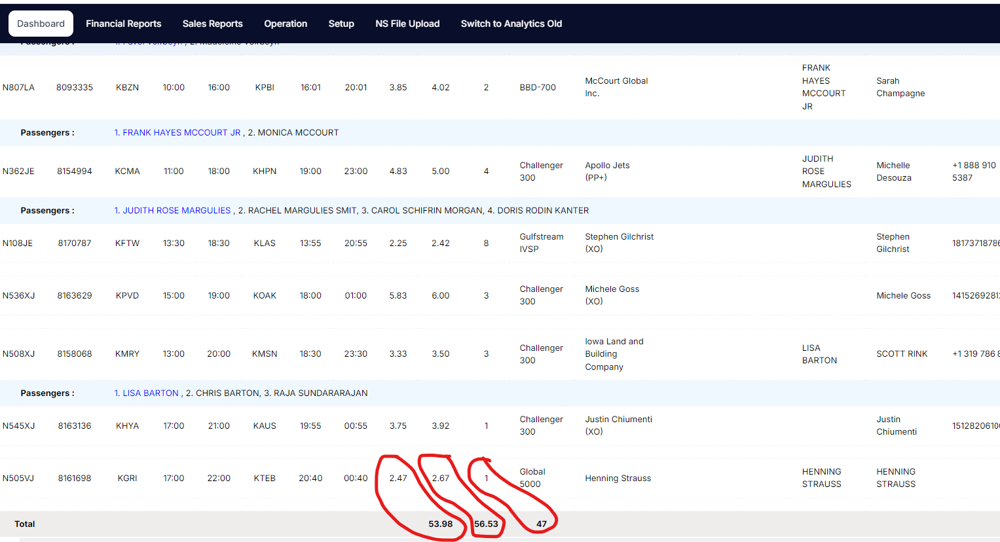 Dashboard Financial Reports Sales Reports Operation Setup NS File Upload Switch to Analytics Old
Passengers :
N807LA 8093335 KBZN 10:00 16:00 KPBI 16:01 20:01 3.85 4.02 2 BBD-700 McCourt Global Inc. FRANK HAYES MCCOURT JR Sarah Champagne
Passengers : 1. FRANK HAYES MCCOURT JR , 2. MONICA MCCOURT
N362JE 8154994 KCMA 11:00 18:00 KHPN 19:00 23:00 4.83 5.00 4 Challenger 300 Apollo Jets (PP+) JUDITH ROSE MARGULIES Michelle Desouza +1 888 910 5387
Passengers : 1. JUDITH ROSE MARGULIES , 2. RACHEL MARGULIES SMIT, 3. CAROL SCHIFRIN MORGAN, 4. DORIS RODIN KANTER
N108JE 8170787 KFTW 13:30 18:30 KLAS 13:55 20:55 2.25 2.42 8 Gulfstream IVSP Stephen Gilchrist (XO) Stephen Gilchrist 1817371878
N536XJ 8163629 KPVD 15:00 19:00 KOAK 18:00 01:00 5.83 6.00 3 Challenger 300 Michele Goss (XO) Michele Goss 1415269281
N508XJ 8158068 KMRY 13:00 20:00 KMSN 18:30 23:30 3.33 3.50 3 Challenger 300 Iowa Land and Building Company LISA BARTON SCOTT RINK +1 319 786
Passengers : 1. LISA BARTON , 2. CHRIS BARTON, 3. RAJA SUNDARARAJAN
N545XJ 8163136 KHYA 17:00 21:00 KAUS 19:55 00:55 3.75 3.92 1 Challenger 300 Justin Chiumenti (XO) Justin Chiumenti 1512820610
N505VJ 8161698 KGRI 17:00 22:00 KTEB 20:40 00:40 2.47 2.67 1 Global 5000 Henning Strauss HENNING STRAUSS HENNING STRAUSS
Total 53.98 56.53 47